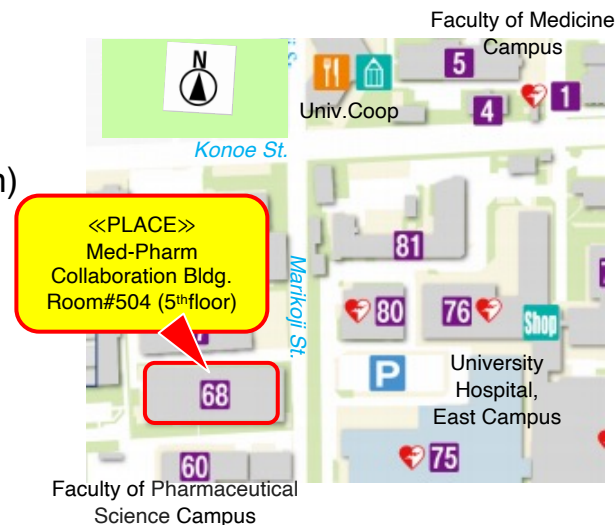 Faculty of Medicine
Campus
N
5
4
1
Univ.Coop
Konoe St.
n)
≪PLACE≫
Med-Pharm
Collaboration Bldg.
Room#504 (5thfloor)
Marikoji St.
81
80
76
Shop
68
P
University
Hospital,
East Campus
75
60
Faculty of Pharmaceutical
Science Campus